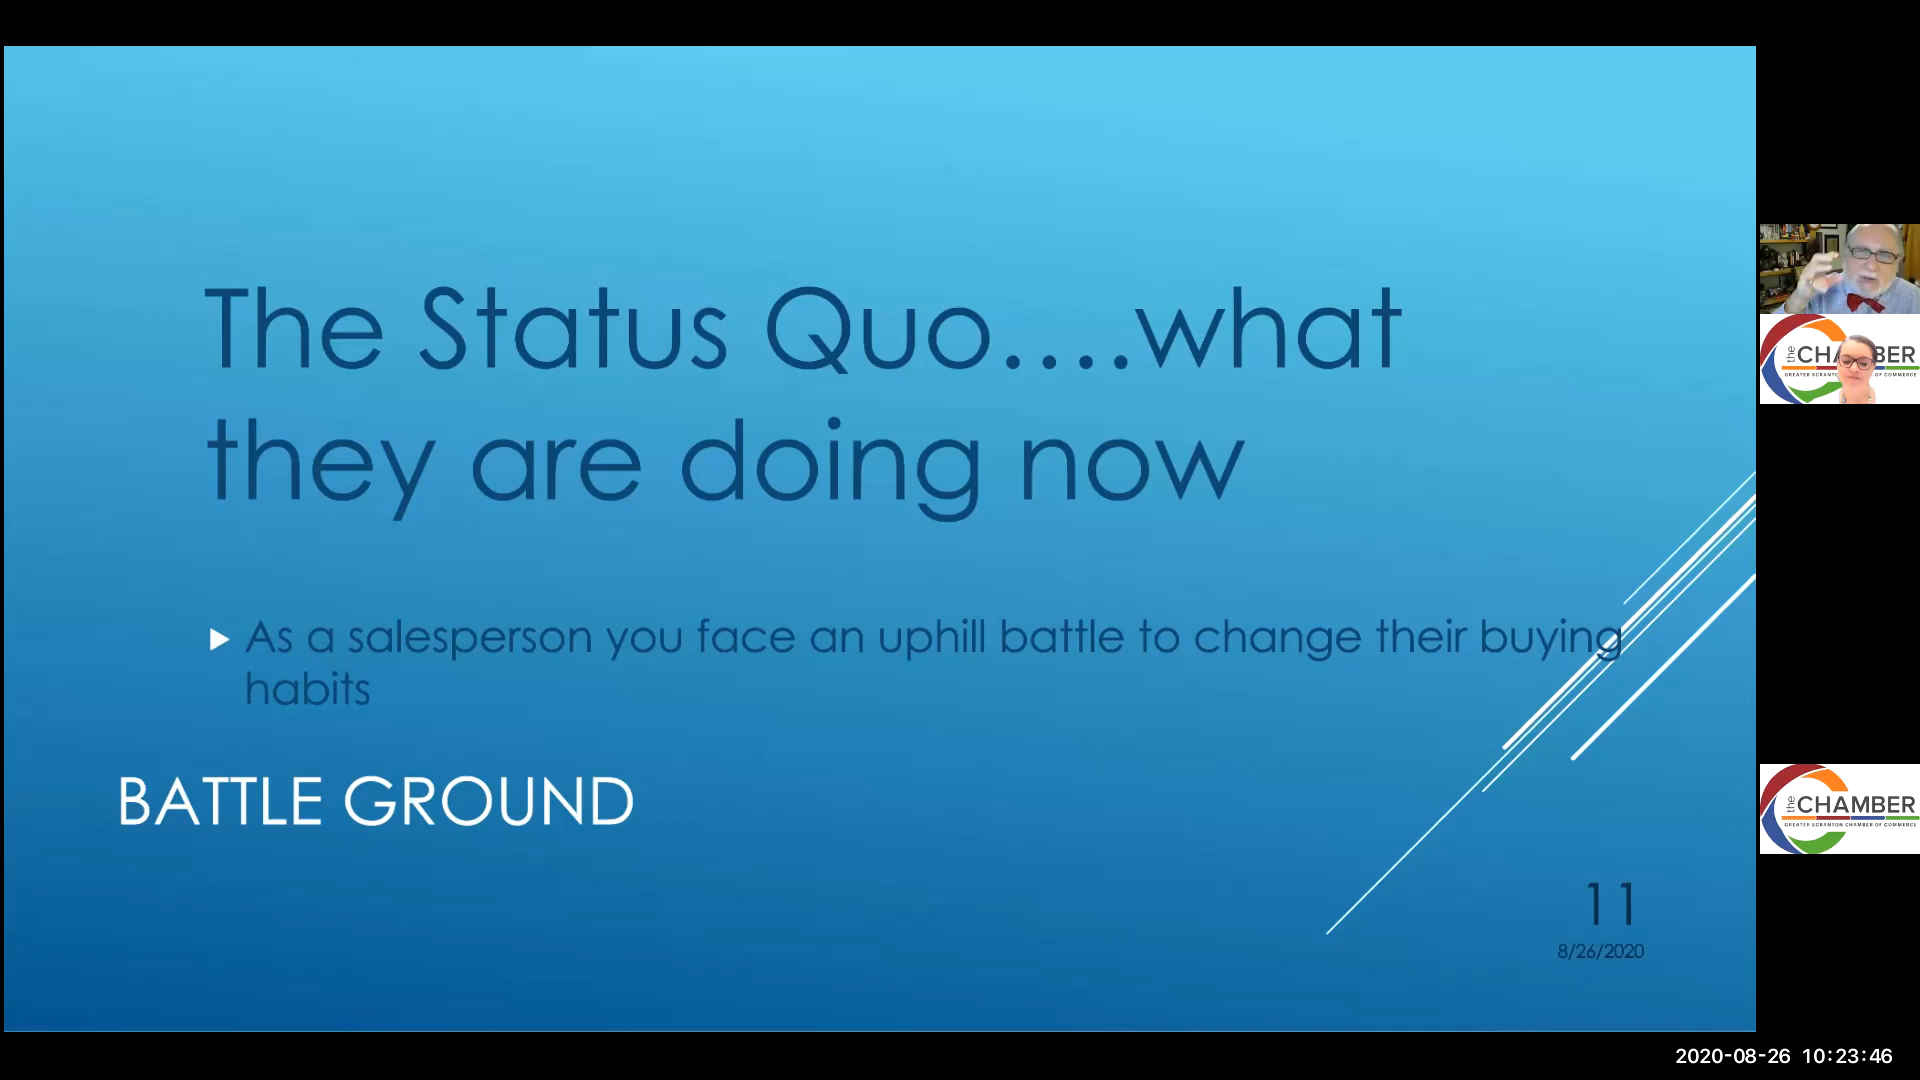 The Status Quo....what
they are doing now
As a salesperson you face an uphill battle to change their buying
habits
BATTLE GROUND
11
8/26/2020
the CHAMBER
GREATER SCRANTON CHAMBER OF COMMERCE
2020-08-26 10:23:46